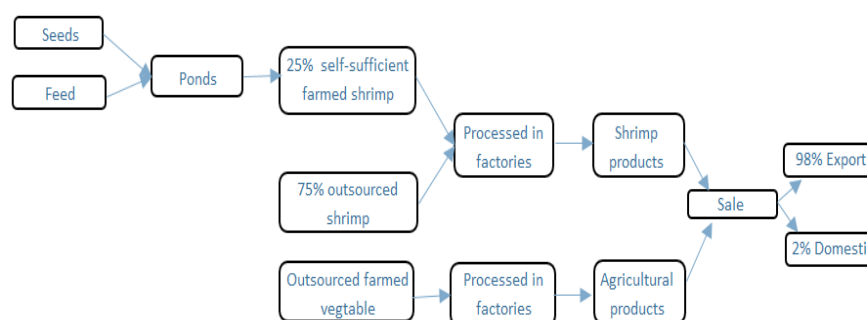 Seeds
Feed
Ponds
25% self-sufficient
farmed shrimp
75% outsourced
shrimp
Processed in
factories
Shrimp
products
Outsourced farmed
vegtable
Processed in
factories
Agricultural
products
Sale
98% Export
2% Domesti